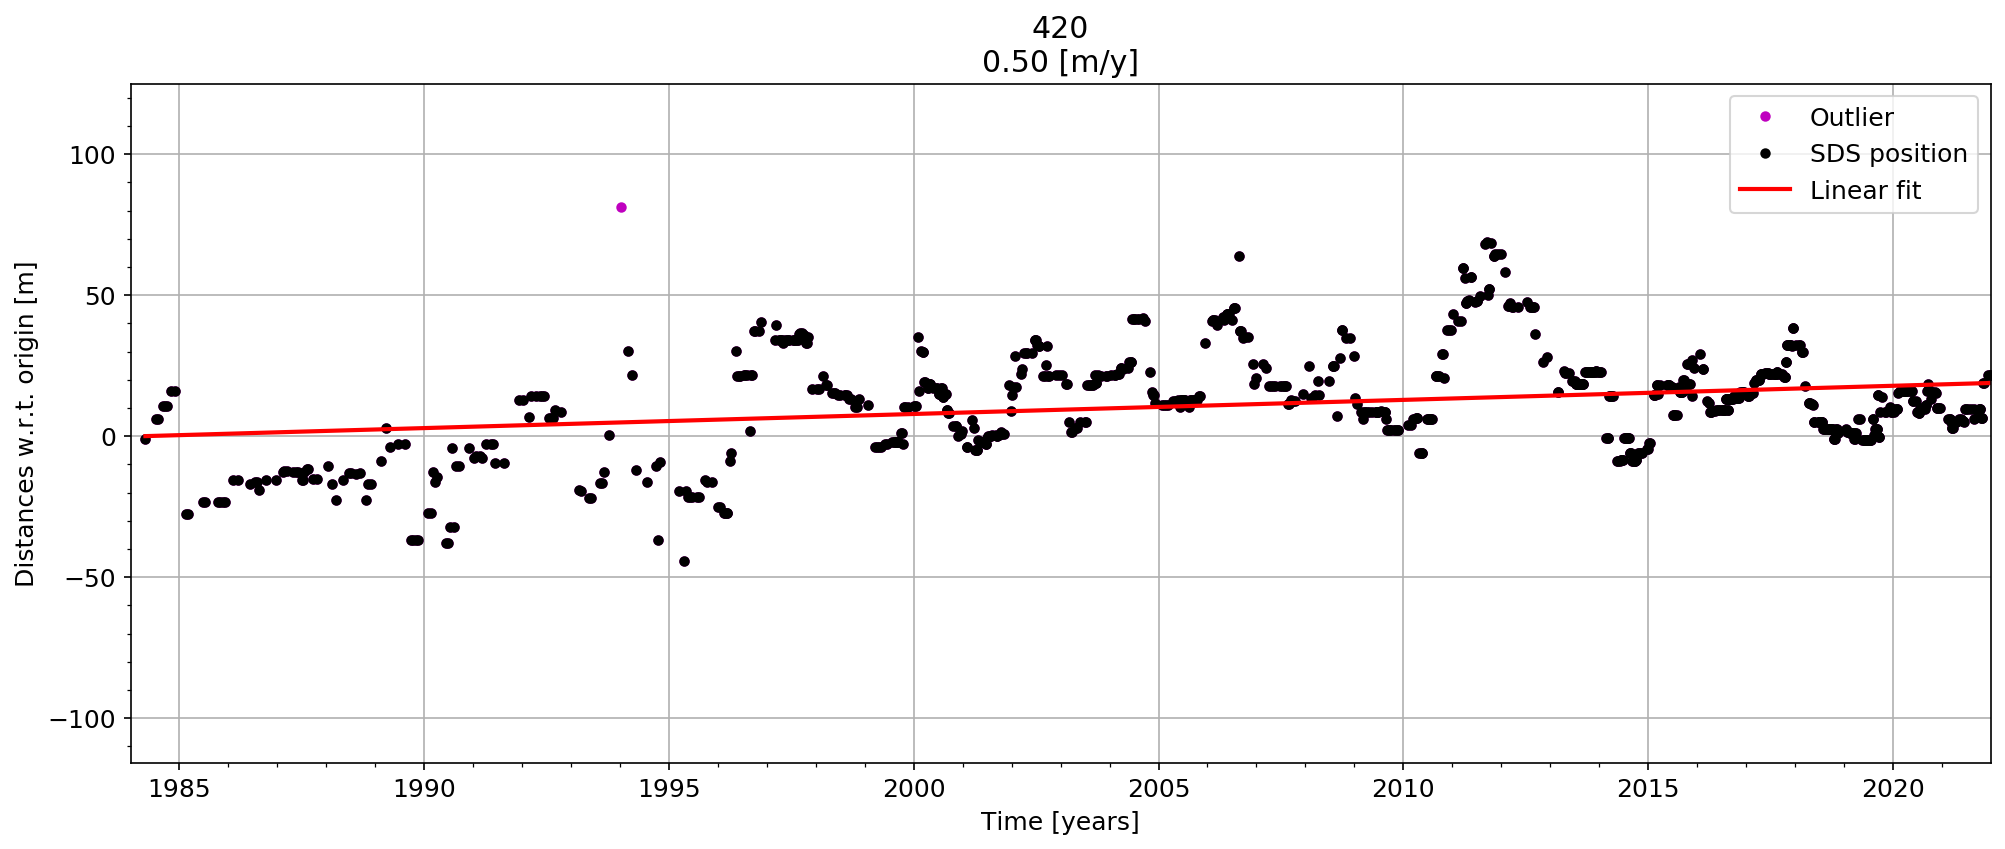 420
0.50 [m/y]
Outlier
SDS position
Linear fit
Distances w.r.t. origin [m]
100
50
0
−50
−100
1985 1990 1995 2000 2005 2010 2015 2020
Time [years]